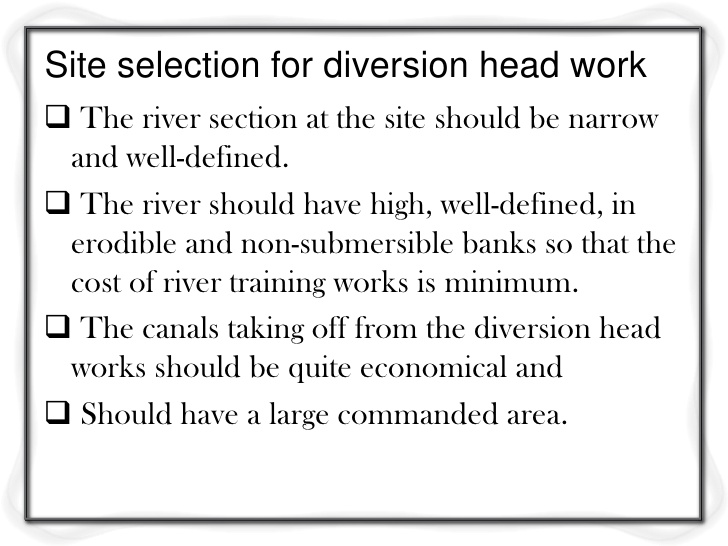 Site selection for diversion head work
❑ The river section at the site should be narrow
and well-defined.
❑ The river should have high, well-defined, in
erodible and non-submersible banks so that the
cost of river training works is minimum.
❑ The canals taking off from the diversion head
works should be quite economical and
❑ Should have a large commanded area.